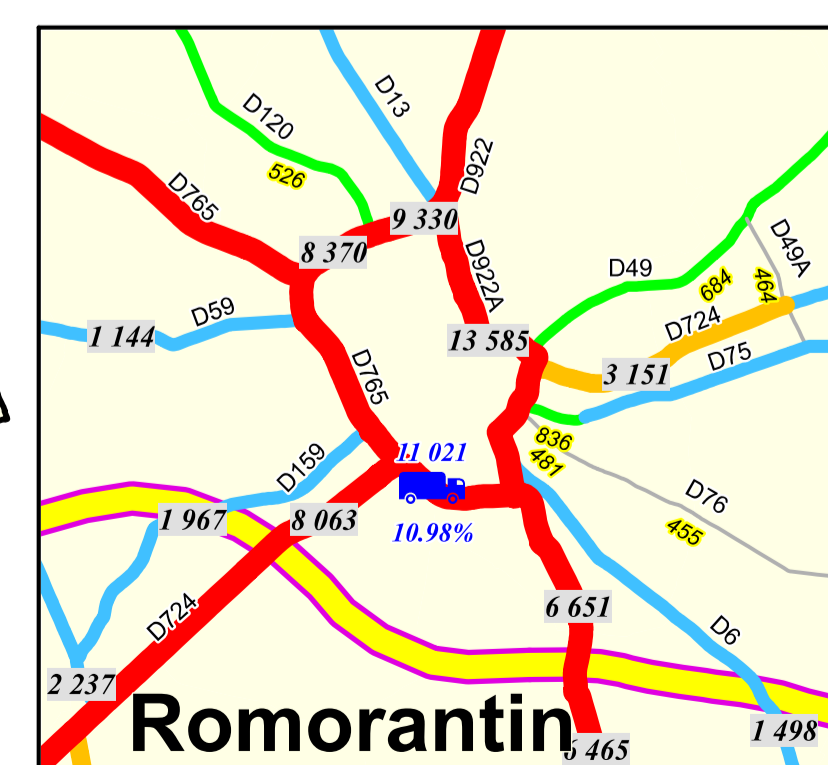 D13
D120
526
D922
D765
9 330
8 370
D922A
D49
D49A
684
464
D59
1 144
D724
13 585
D75
3 151
D765
836
11 021
481
D159
D76
455
1 967
8 063
10.98%
6 651
D724
D6
2 237
Romorantin
6 465
1 498